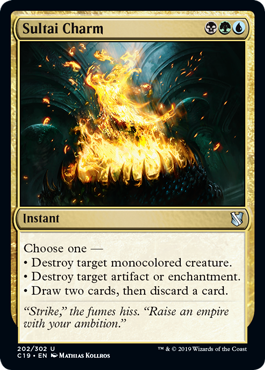 Sultai Charm
Instant
Choose one —
• Destroy target monocolored creature.
• Destroy target artifact or enchantment.
• Draw two cards, then discard a card.
“Strike,” the fumes hiss. “Raise an empire
with your ambition.”
202/302 U
C19 • EN Mathias Kollros
™ & © 2019 Wizards of the Coast